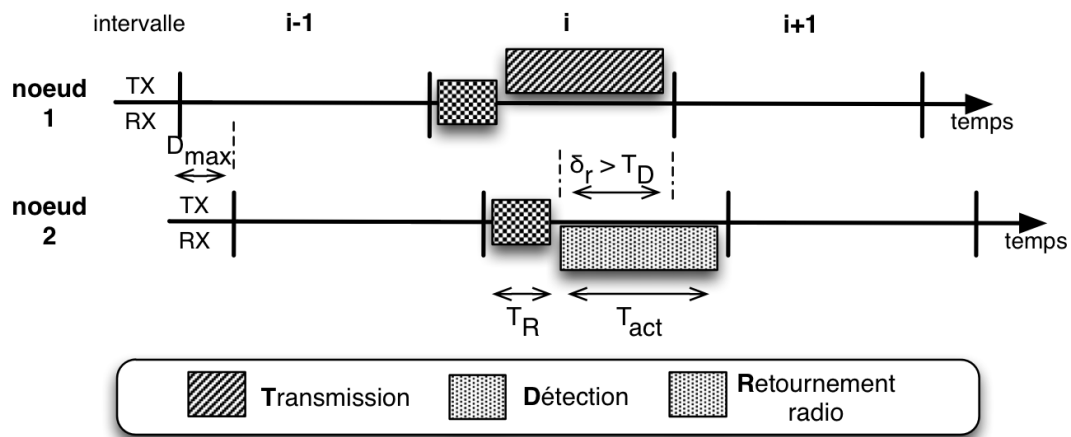 intervalle i-1 i i+1
noeud 1 TX RX temps
Dmax
δr > TD
noeud 2 TX RX temps
TR Tact
Transmission Détection Retournement radio